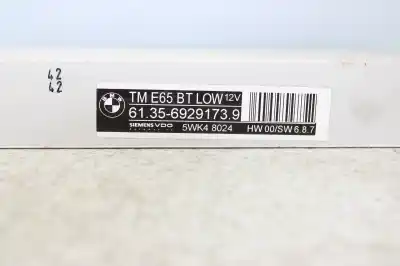 42
42
BMW
TM E65 BT LOW 12V
61.35-6929173.9
SIEMENS VDO
5WK4 8024
HW 00/SW 6.8.7